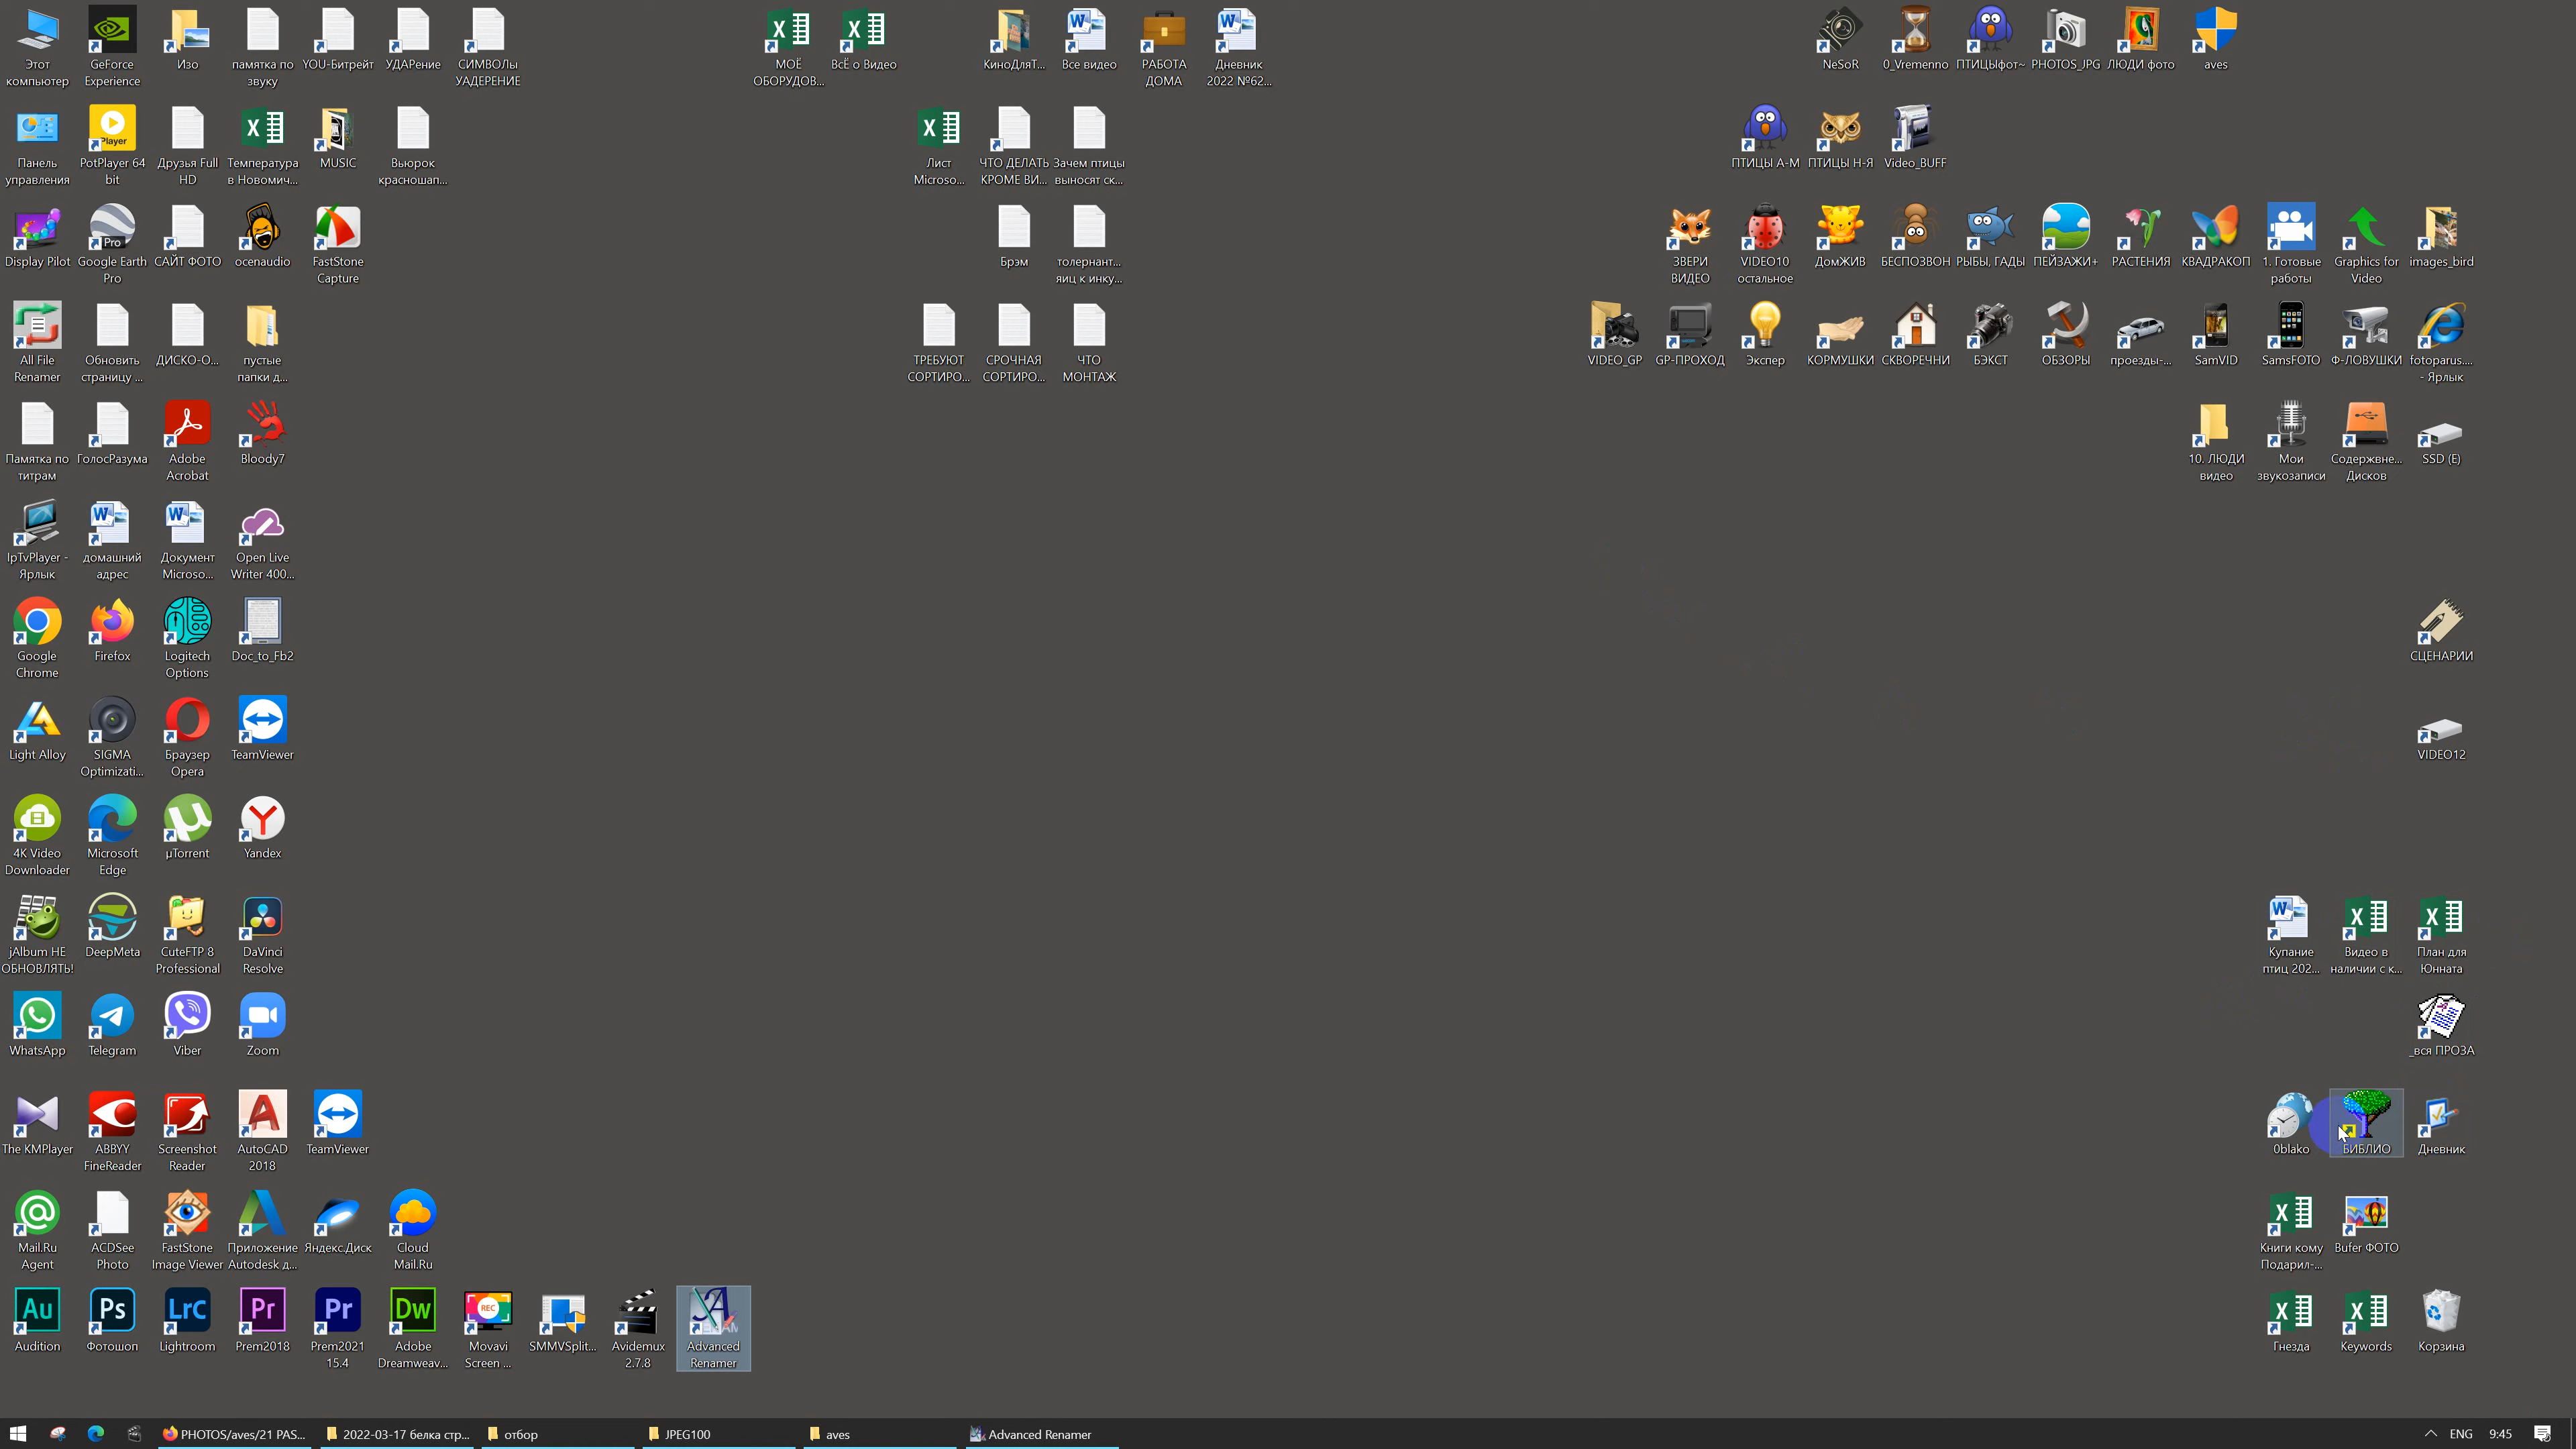 Этот
компьютер
GeForce
Experience
Изо
памятка по
звуку
YOU-Битрейт
УДАРение
СИМВОЛы
УАДЕРЕНИЕ
МОЁ
ОБОРУДОВ...
ВсЁ о Видео
КиноДляТ...
Все видео
РАБОТА
ДОМА
Дневник
2022 №62...
NeSoR
0_Vremenno
ПТИЦЫфот~
PHOTOS_JPG
ЛЮДИ фото
aves
Панель
управления
Player
PotPlayer 64
bit
Друзья Full
HD
Температура
в Новомич...
MUSIC
Вьюрок
красношап...
Лист
Microso...
ЧТО ДЕЛАТЬ
КРОМЕ ВИ...
Зачем птицы
выносят ск...
ПТИЦЫ А-М
ПТИЦЫ Н-Я
Video_BUFF
Display Pilot
Pro
Google Earth
Pro
САЙТ ФОТО
ocenaudio
FastStone
Capture
Брэм
толернант...
яиц к инку...
ЗВЕРИ
ВИДЕО
VIDEO10
остальное
ДомЖИВ
БЕСПОЗВОН
РЫБЫ, ГАДЫ
ПЕЙЗАЖИ+
РАСТЕНИЯ
КВАДРАКОП
1. Готовые
работы
Graphics for
Video
images_bird
All File
Renamer
Обновить
страницу ...
ДИСКО-О...
пустые
папки д...
ТРЕБУЮТ
СОРТИРО...
СРОЧНАЯ
СОРТИРО...
ЧТО
МОНТАЖ
VIDEO_GP
GP-ПРОХОД
Экспер
КОРМУШКИ
СКВОРЕЧНИ
БЭКСТ
ОБЗОРЫ
проезды-...
SamVID
SamsFOTO
Ф-ЛОВУШКИ
fotoparus....
- Ярлык
Памятка по
титрам
ГолосРазума
Adobe
Acrobat
Bloody7
10. ЛЮДИ
видео
Мои
звукозаписи
Содержвне...
Дисков
SSD (E)
IpTvPlayer -
Ярлык
домашний
адрес
Документ
Microso...
Open Live
Writer 400...
Google
Chrome
Firefox
Logitech
Options
Doc_to_Fb2
СЦЕНАРИИ
Light Alloy
SIGMA
Optimizati...
Браузер
Opera
TeamViewer
VIDEO12
4K Video
Downloader
Microsoft
Edge
µTorrent
Yandex
jAlbum НЕ
ОБНОВЛЯТЬ!
DeepMeta
CuteFTP 8
Professional
DaVinci
Resolve
Купание
птиц 202...
Видео в
наличии с к...
План для
Юнната
WhatsApp
Telegram
Viber
Zoom
_вся ПРОЗА
The KMPlayer
ABBYY
FineReader
Screenshot
Reader
AutoCAD
2018
TeamViewer
0blako
БИБЛИО
Дневник
Mail.Ru
Agent
ACDSee
Photo
FastStone
Image Viewer
Приложение
Autodesk д...
Яндекс.Диск
Cloud
Mail.Ru
Книги кому
Подарил-...
Bufer ФОТО
Au
Audition
Ps
Фотошоп
LrC
Lightroom
Pr
Prem2018
Pr
Prem2021
15.4
Dw
Adobe
Dreamweav...
REC
Movavi
Screen ...
SMMVSplit...
Avidemux
2.7.8
Advanced
Renamer
Гнезда
Keywords
Корзина
PHOTOS/aves/21 PAS...
2022-03-17 белка стр...
отбор
JPEG100
aves
Advanced Renamer
ENG
9:45